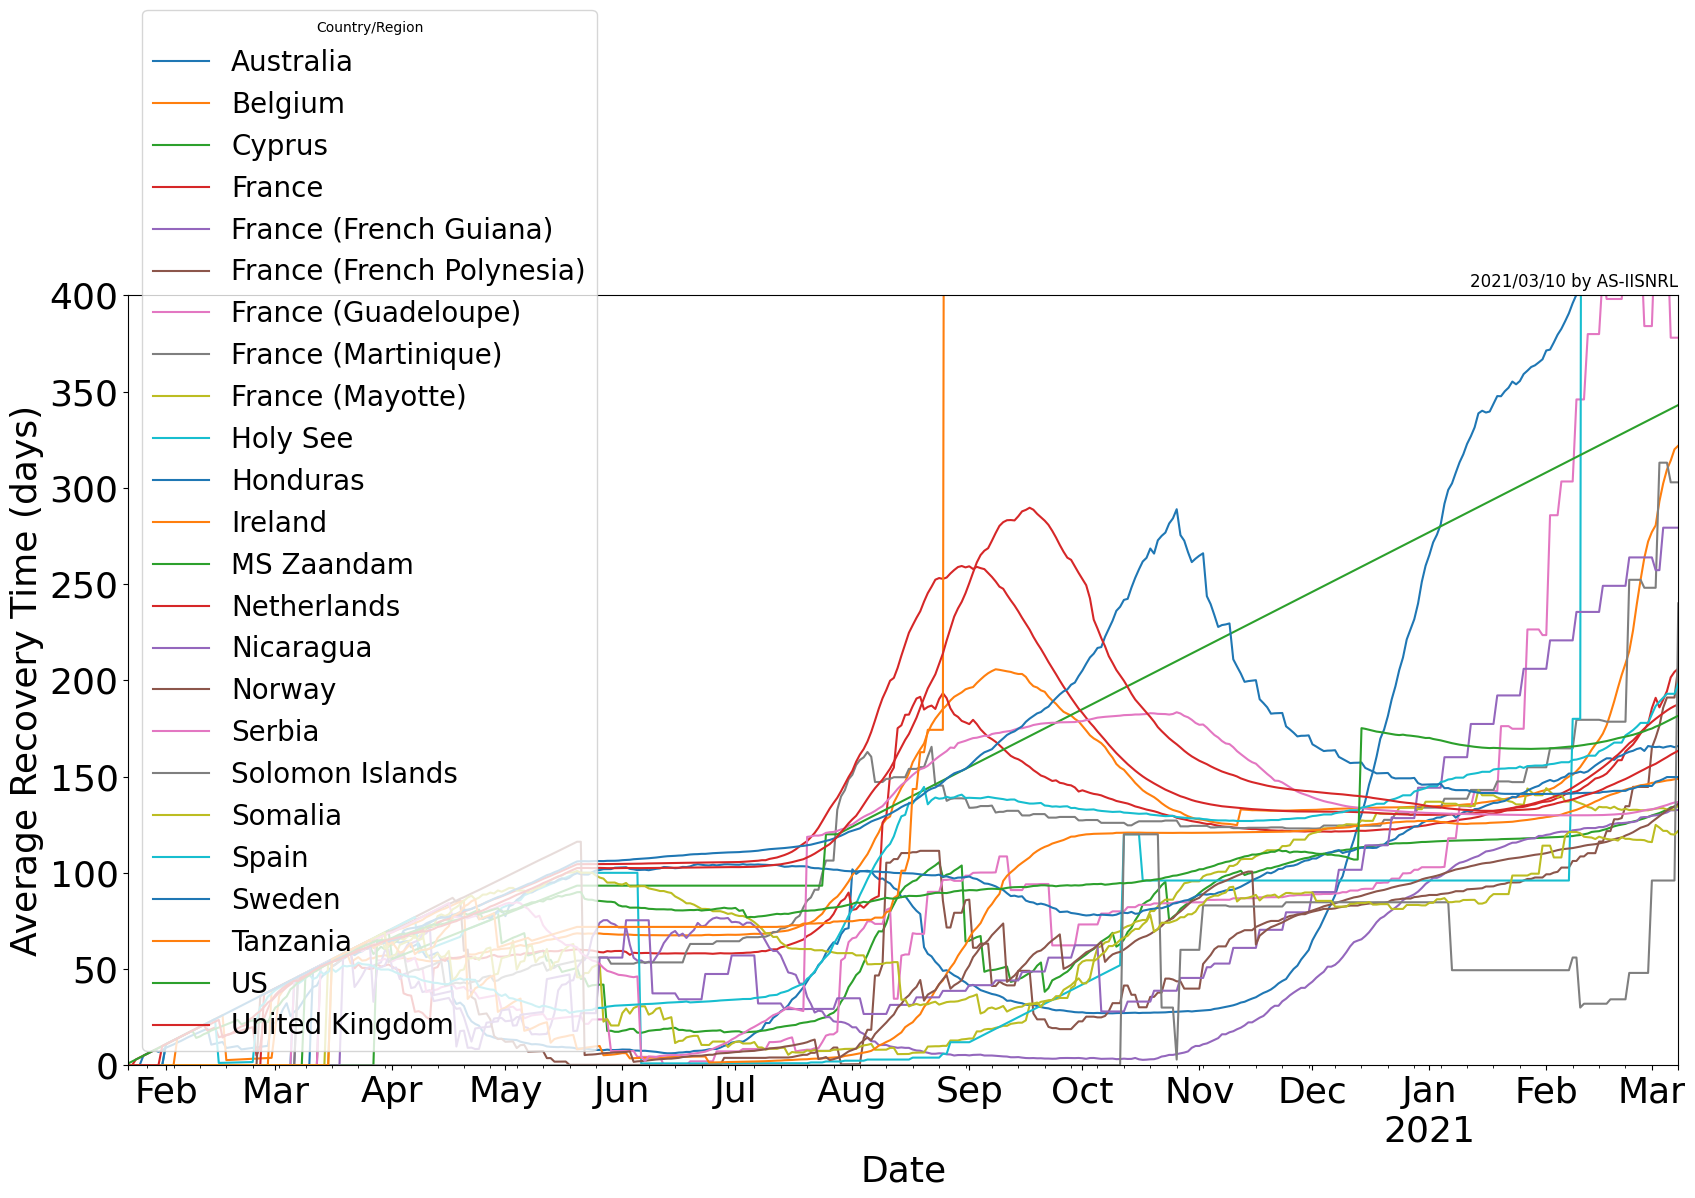 Country/Region
Australia
Belgium
Cyprus
France
France (French Guiana)
France (French Polynesia)
France (Guadeloupe)
France (Martinique)
France (Mayotte)
Holy See
Honduras
Ireland
MS Zaandam
Netherlands
Nicaragua
Norway
Serbia
Solomon Islands
Somalia
Spain
Sweden
Tanzania
US
United Kingdom
2021/03/10 by AS-IISNRL
400
350
300
250
200
150
100
50
0
Average Recovery Time (days)
Feb Mar Apr May Jun Jul Aug Sep Oct Nov Dec Jan Feb Mar
2021
Date